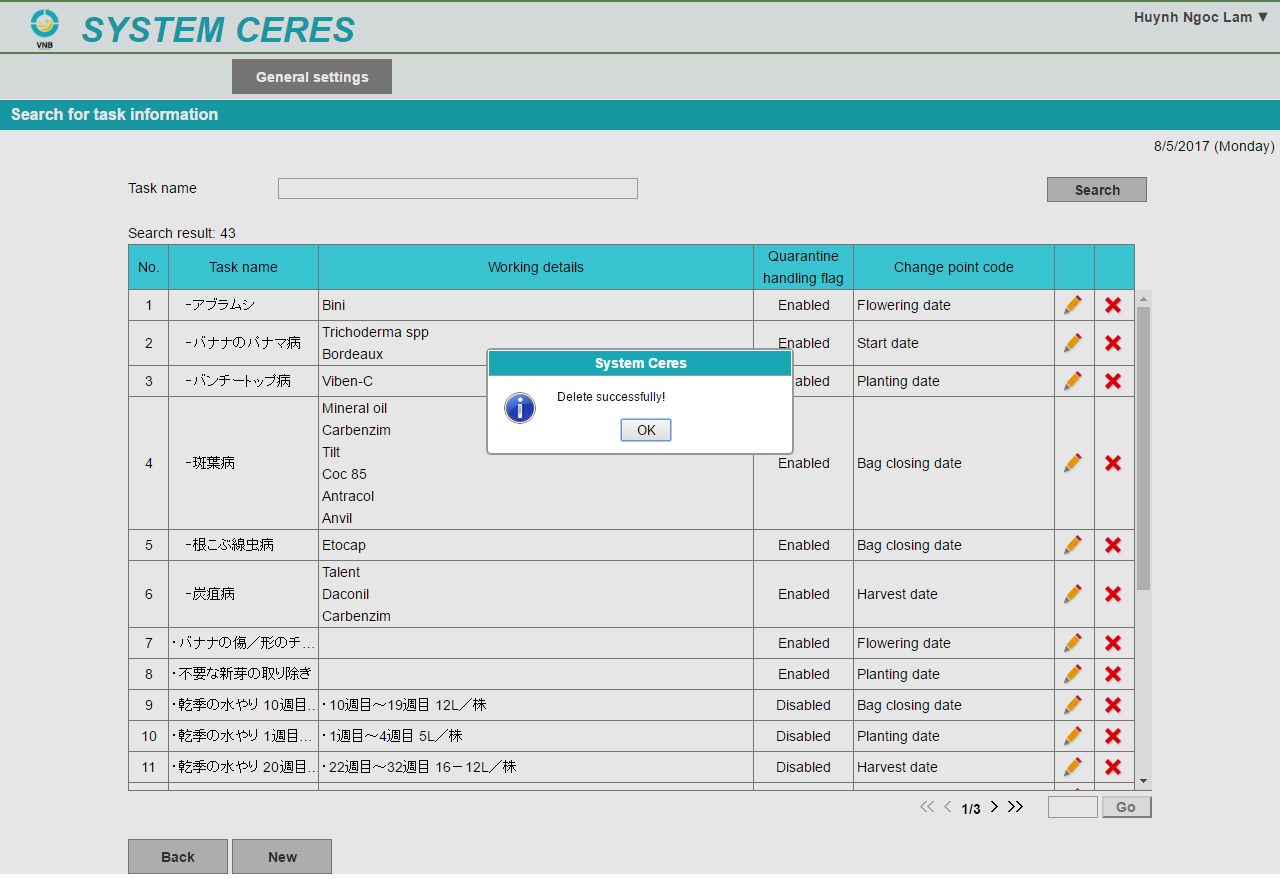 VNB
SYSTEM CERES
Huynh Ngoc Lam ▼
General settings
Search for task information
8/5/2017 (Monday)
Task name
Search
Search result: 43
No. Task name Working details Quarantine handling flag Change point code
1 -アブラムシ Bini Enabled Flowering date
2 -バナナのパナマ病 Trichoderma spp
Bordeaux Enabled Start date
3 -バンチートップ病 Viben-C abled Planting date
System Ceres
Delete successfully!
OK
4 -斑葉病 Mineral oil
Carbenzim
Tilt
Coc 85
Antracol
Anvil Enabled Bag closing date
5 -根こぶ線虫病 Etocap Enabled Bag closing date
6 -炭疽病 Talent
Daconil
Carbenzim Enabled Harvest date
7 ・バナナの傷／形のチ... Enabled Flowering date
8 ・不要な新芽の取り除き Enabled Planting date
9 ・乾季の水やり 10週目... ・10週目～19週目 12L／株 Disabled Bag closing date
10 ・乾季の水やり 1週目... ・1週目～4週目 5L／株 Disabled Planting date
11 ・乾季の水やり 20週目... ・22週目～32週目 16－12L／株 Disabled Harvest date
1/3
Go
Back New